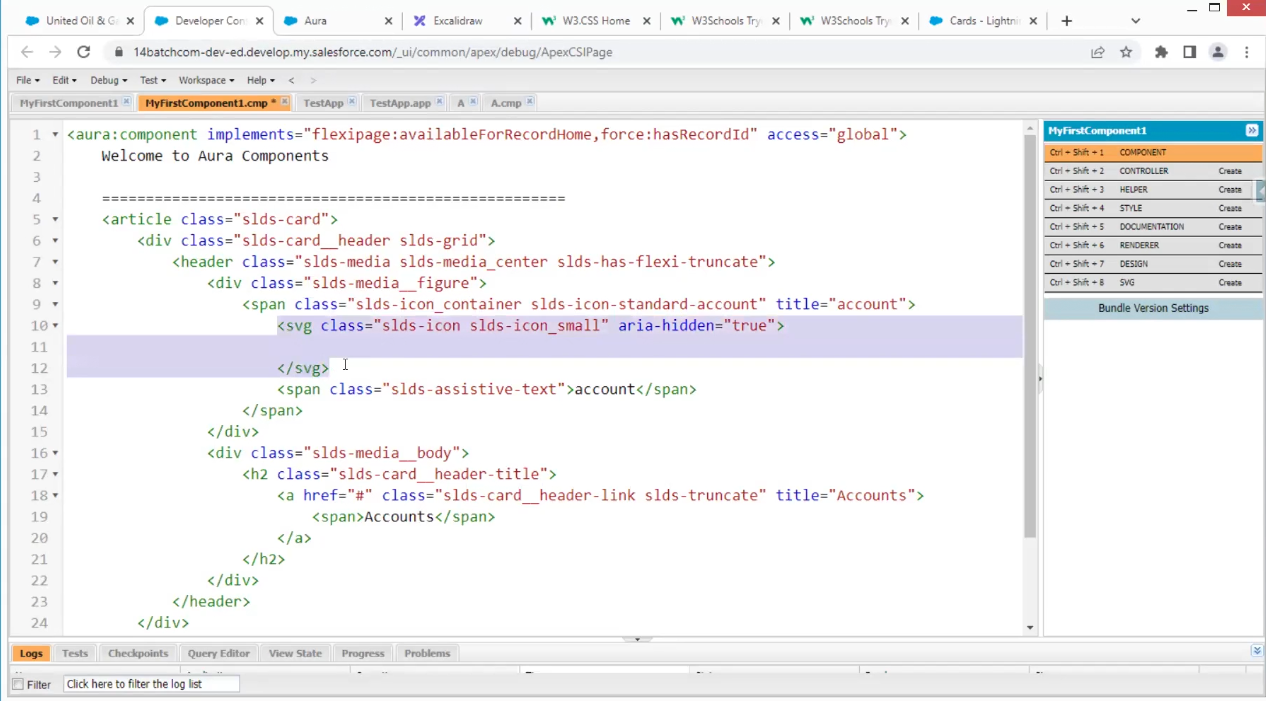 United Oil & Ga
Developer Con
Aura
Excalidraw
W3.CSS Home
W3Schools Try
W3Schools Try
Cards - Lightni
14batchcom-dev-ed.develop.my.salesforce.com/_ui/common/apex/debug/ApexCSIPage
File Edit Debug Test Workspace Help < >
MyFirstComponent1 MyFirstComponent1.cmp * TestApp TestApp.app A A.cmp
1 <aura:component implements="flexipage:availableForRecordHome,force:hasRecordId" access="global">
2 Welcome to Aura Components
3
4 =====================================================
5 <article class="slds-card">
6 <div class="slds-card__header slds-grid">
7 <header class="slds-media slds-media_center slds-has-flexi-truncate">
8 <div class="slds-media__figure">
9 <span class="slds-icon_container slds-icon-standard-account" title="account">
10 <svg class="slds-icon slds-icon_small" aria-hidden="true">
11
12 </svg>
13 <span class="slds-assistive-text">account</span>
14 </span>
15 </div>
16 <div class="slds-media__body">
17 <h2 class="slds-card__header-title">
18 <a href="#" class="slds-card__header-link slds-truncate" title="Accounts">
19 <span>Accounts</span>
20 </a>
21 </h2>
22 </div>
23 </header>
24 </div>
MyFirstComponent1
Ctrl + Shift + 1 COMPONENT
Ctrl + Shift + 2 CONTROLLER Create
Ctrl + Shift + 3 HELPER Create
Ctrl + Shift + 4 STYLE Create
Ctrl + Shift + 5 DOCUMENTATION Create
Ctrl + Shift + 6 RENDERER Create
Ctrl + Shift + 7 DESIGN Create
Ctrl + Shift + 8 SVG Create
Bundle Version Settings
Logs Tests Checkpoints Query Editor View State Progress Problems
Filter Click here to filter the log list